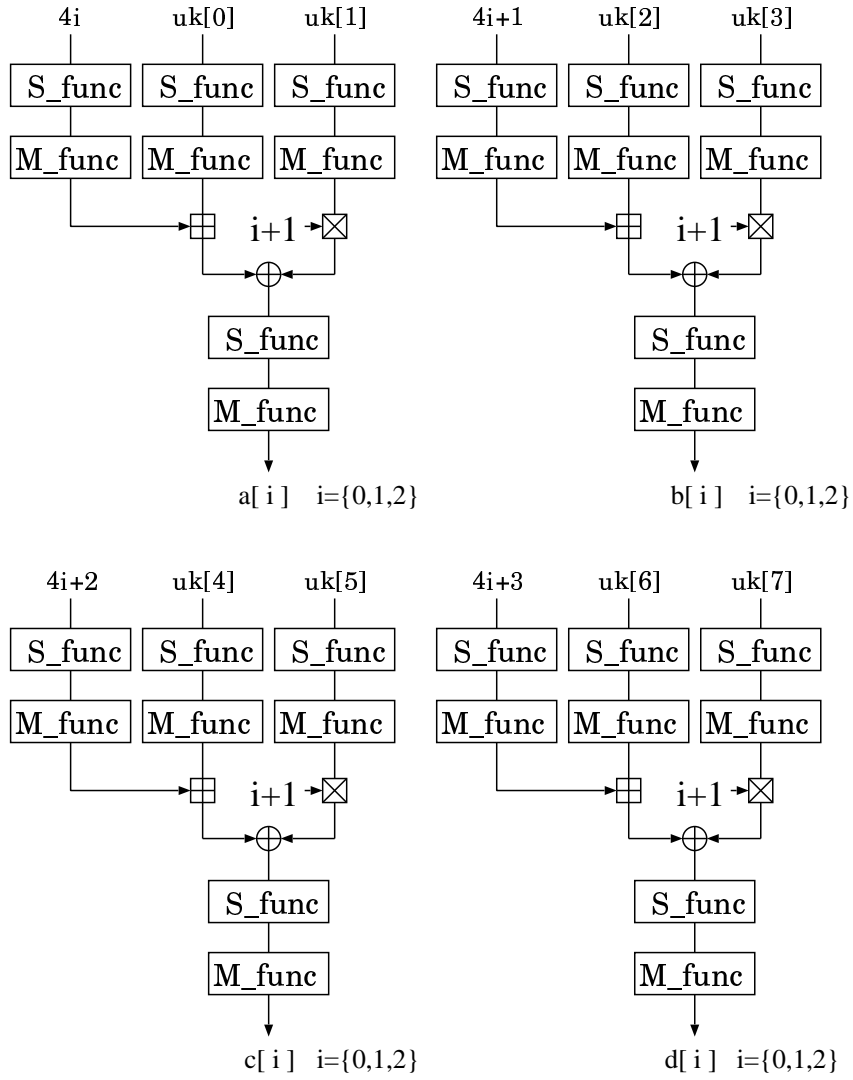 4i uk[0] uk[1] 4i+1 uk[2] uk[3]
S_func S_func S_func S_func S_func S_func
M_func M_func M_func M_func M_func M_func
i+1 i+1
S_func S_func
M_func M_func
a[ i ] i={0,1,2} b[ i ] i={0,1,2}
4i+2 uk[4] uk[5] 4i+3 uk[6] uk[7]
S_func S_func S_func S_func S_func S_func
M_func M_func M_func M_func M_func M_func
i+1 i+1
S_func S_func
M_func M_func
c[ i ] i={0,1,2} d[ i ] i={0,1,2}